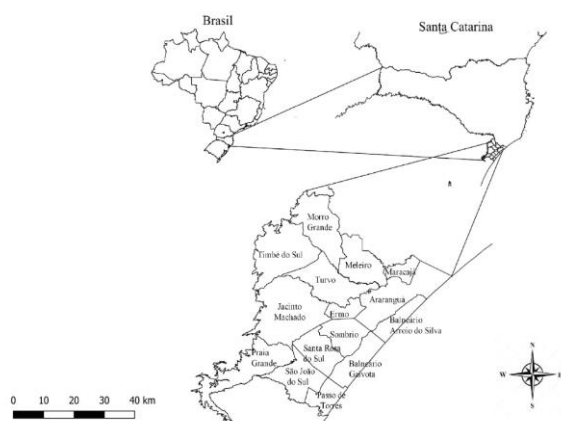 Brasil
Santa Catarina
Morro
Grande
Timbé do Sul
Meleiro
Maracajá
Turvo
Araranguá
Jacinto
Machado
Ermo
Balneário
Arroio do Silva
Sombrio
Santa Rosa
do Sul
Praia
Grande
Balneário
Gaivota
São João
do Sul
Passo de
Torres
N
W
E
S
0 10 20 30 40 km